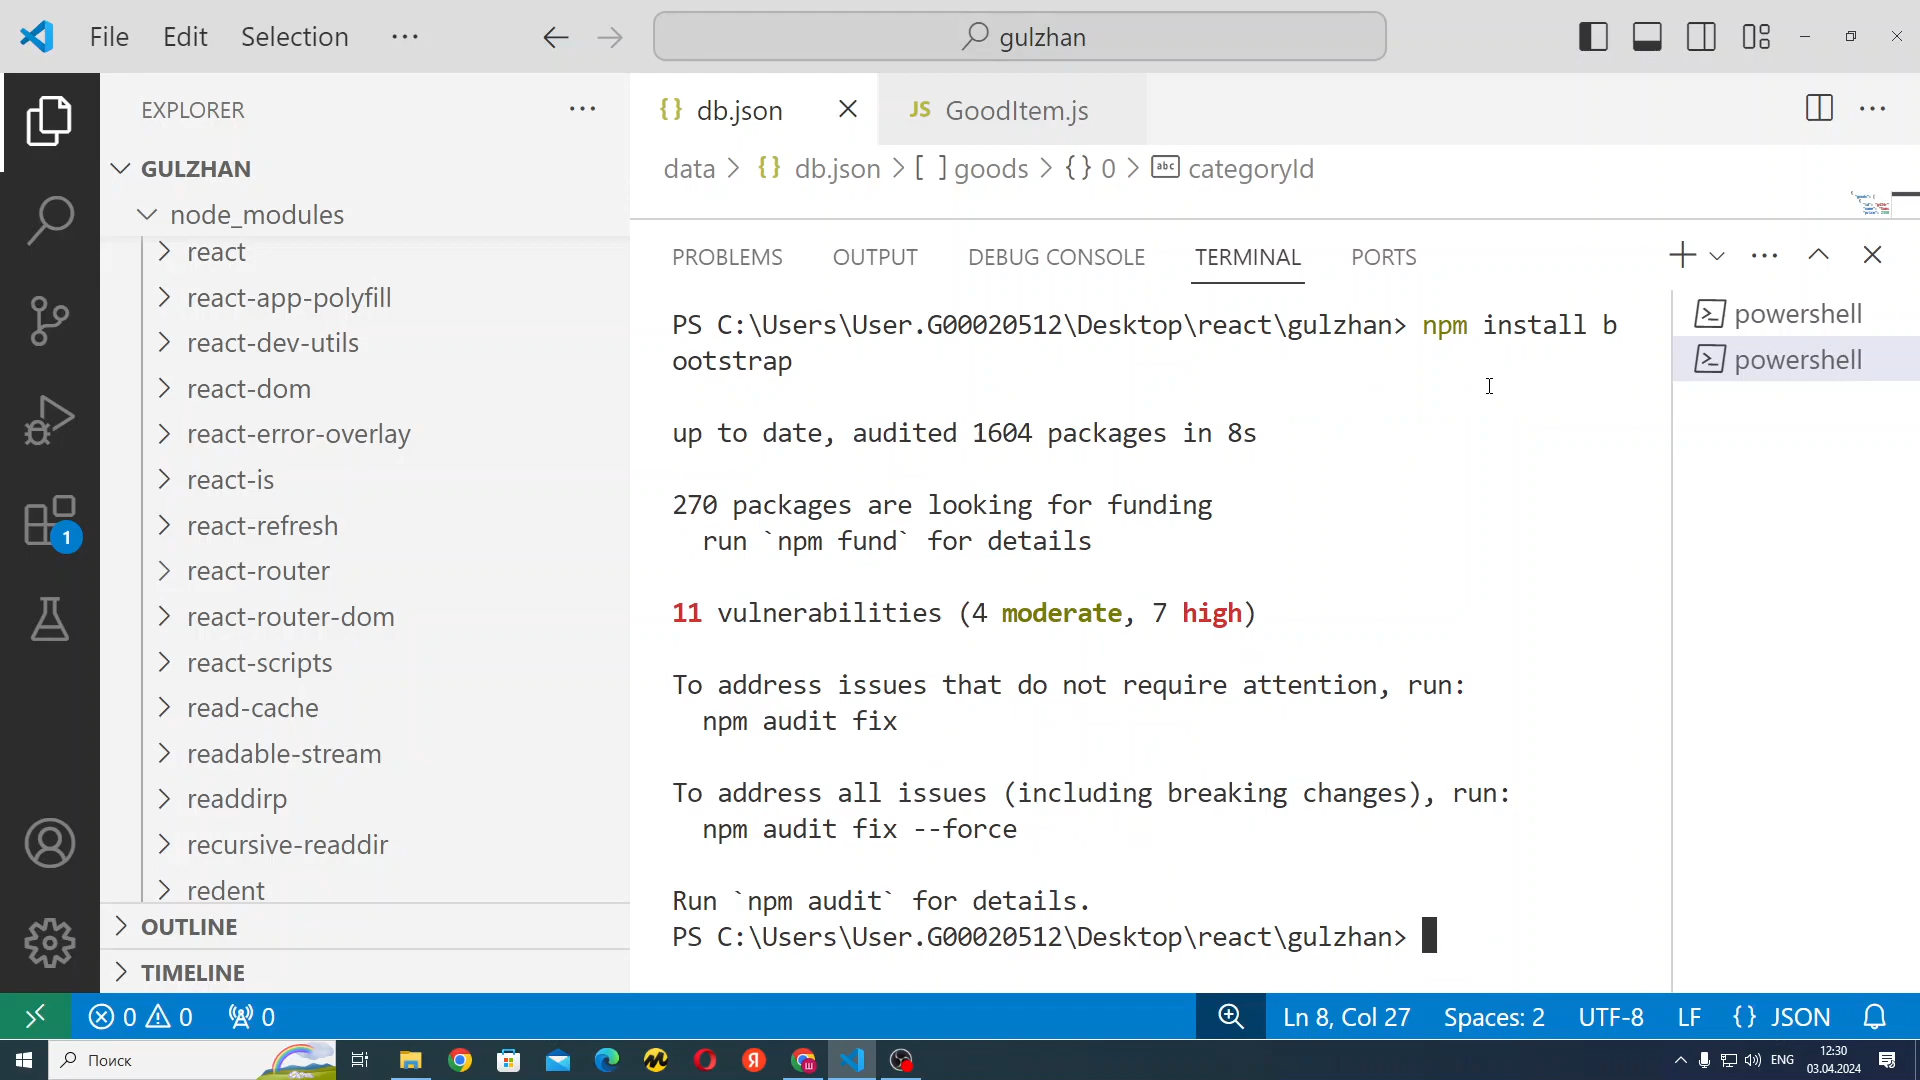 File Edit Selection ···
gulzhan
EXPLORER
GULZHAN
node_modules
react
react-app-polyfill
react-dev-utils
react-dom
react-error-overlay
react-is
react-refresh
react-router
react-router-dom
react-scripts
read-cache
readable-stream
readdirp
recursive-readdir
redent
OUTLINE
TIMELINE
1
{} db.json
JS GoodItem.js
data > {} db.json > [ ] goods > {} 0 > abc categoryId
PROBLEMS OUTPUT DEBUG CONSOLE TERMINAL PORTS
PS C:\Users\User.G00020512\Desktop\react\gulzhan> npm install b
ootstrap
up to date, audited 1604 packages in 8s
270 packages are looking for funding
run `npm fund` for details
11 vulnerabilities (4 moderate, 7 high)
To address issues that do not require attention, run:
npm audit fix
To address all issues (including breaking changes), run:
npm audit fix --force
Run `npm audit` for details.
PS C:\Users\User.G00020512\Desktop\react\gulzhan>
powershell
powershell
0 0 0
Ln 8, Col 27 Spaces: 2 UTF-8 LF {} JSON
Поиск
ENG
12:30
03.04.2024